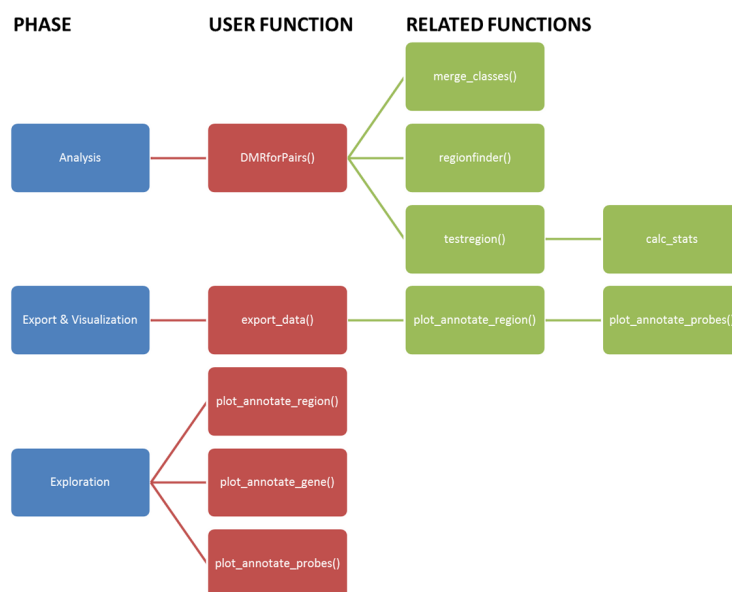 PHASE USER FUNCTION RELATED FUNCTIONS
merge_classes()
Analysis DMRforPairs() regionfinder()
testregion() calc_stats
Export & Visualization export_data() plot_annotate_region() plot_annotate_probes()
plot_annotate_region()
Exploration plot_annotate_gene()
plot_annotate_probes()